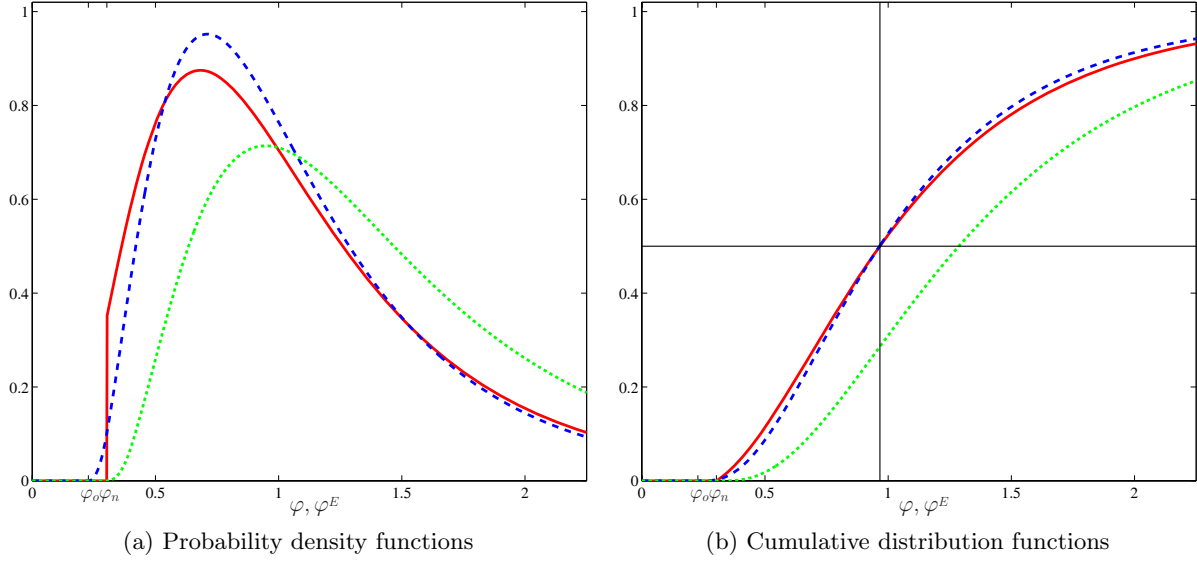 1
0.8
0.6
0.4
0.2
0
0 φₒφₙ 0.5 1 1.5 2
φ, φᴱ
(a) Probability density functions
1
0.8
0.6
0.4
0.2
0
0 φₒφₙ 0.5 1 1.5 2
φ, φᴱ
(b) Cumulative distribution functions